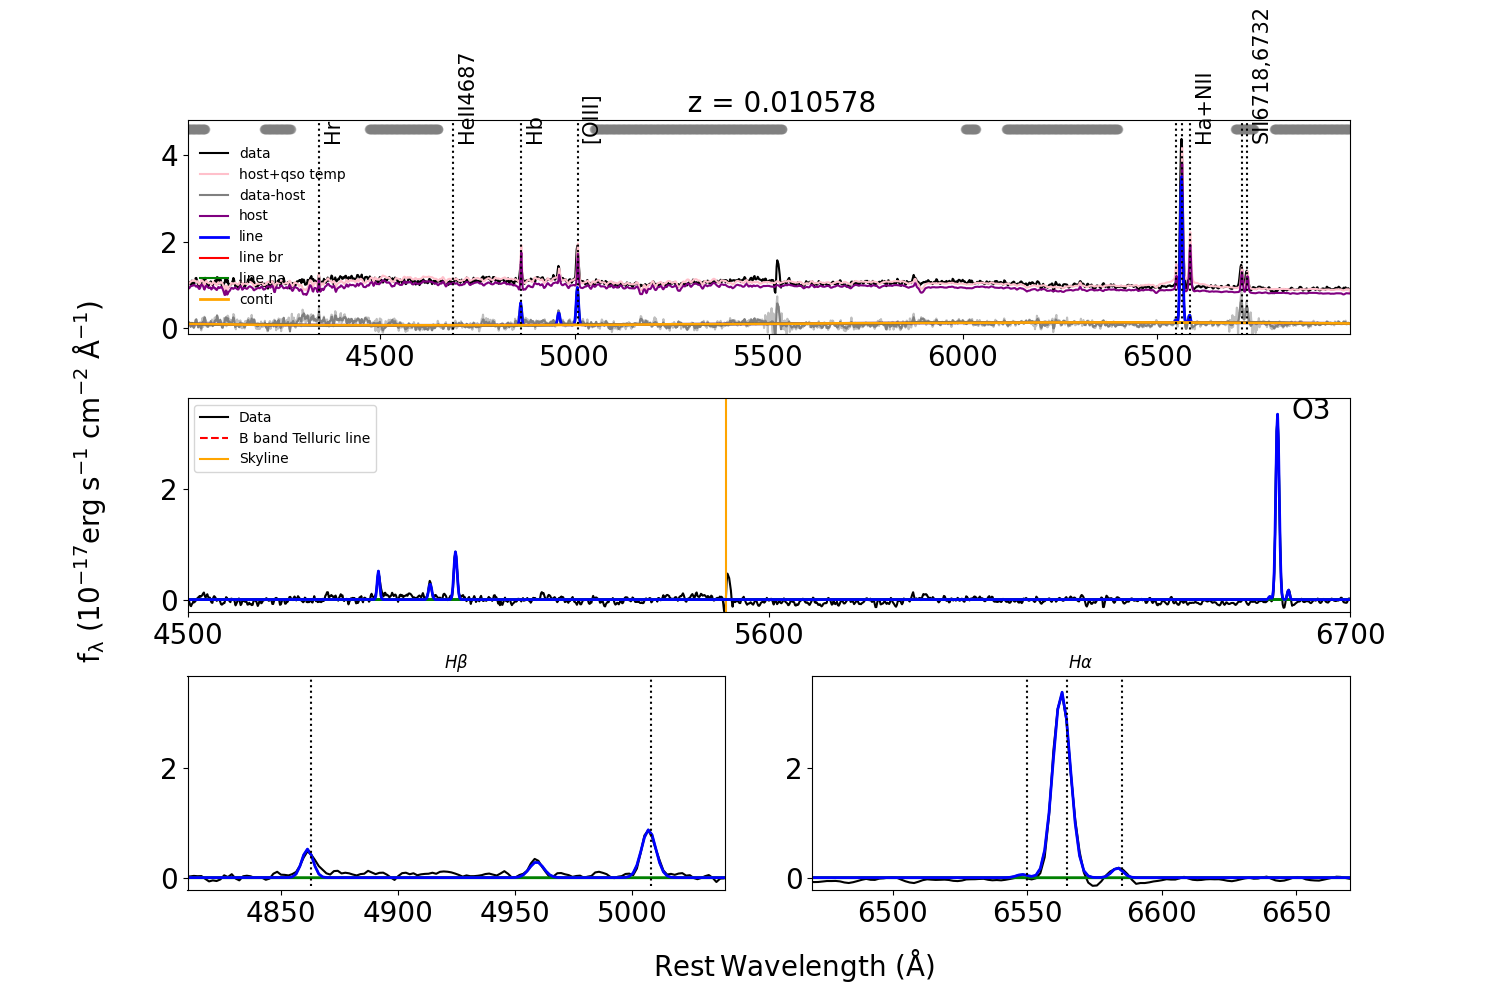 z = 0.010578
Hr
HeII4687
Hb
[OIII]
Ha+NII
SII6718,6732
data
host+qso temp
data-host
host
line
line br
line na
conti
4
2
0
4500
5000
5500
6000
6500
Data
B band Telluric line
Skyline
O3
2
0
4500
5600
6700
f_λ (10⁻¹⁷erg s⁻¹ cm⁻² Å⁻¹)
Hβ
2
0
4850
4900
4950
5000
Hα
2
0
6500
6550
6600
6650
Rest Wavelength (Å)